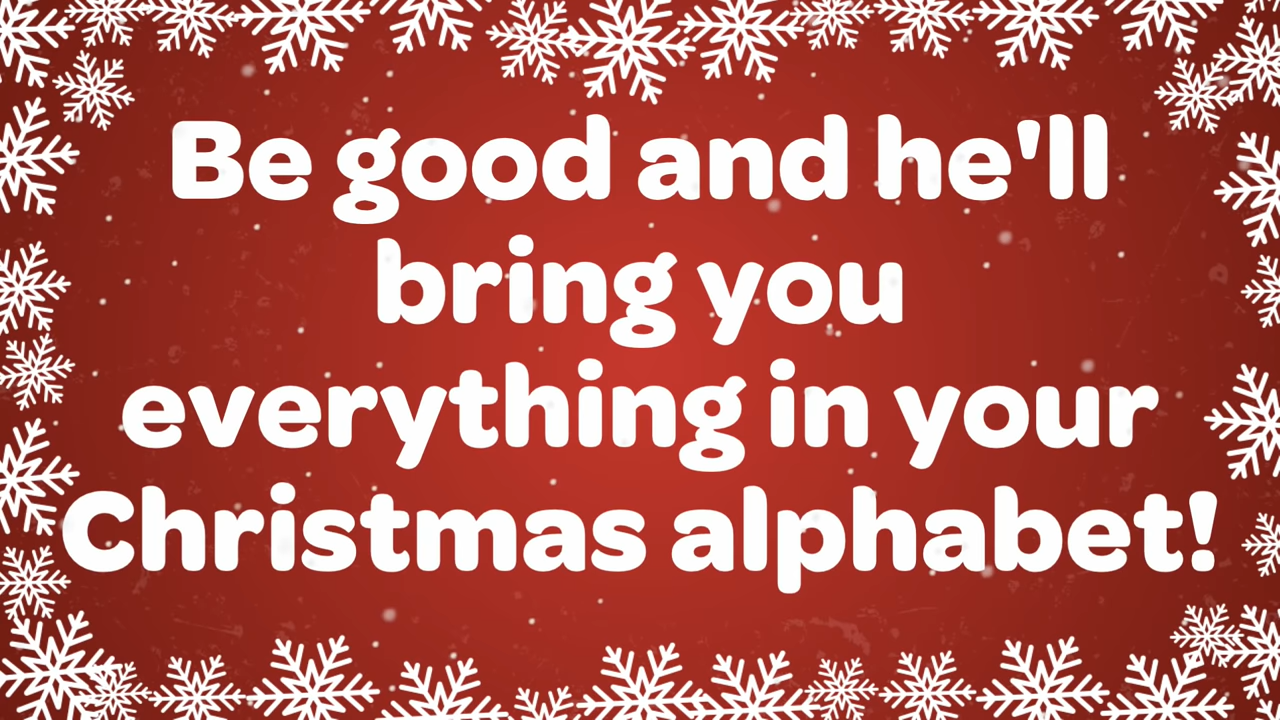 Be good and he'll
bring you
everything in your
Christmas alphabet!